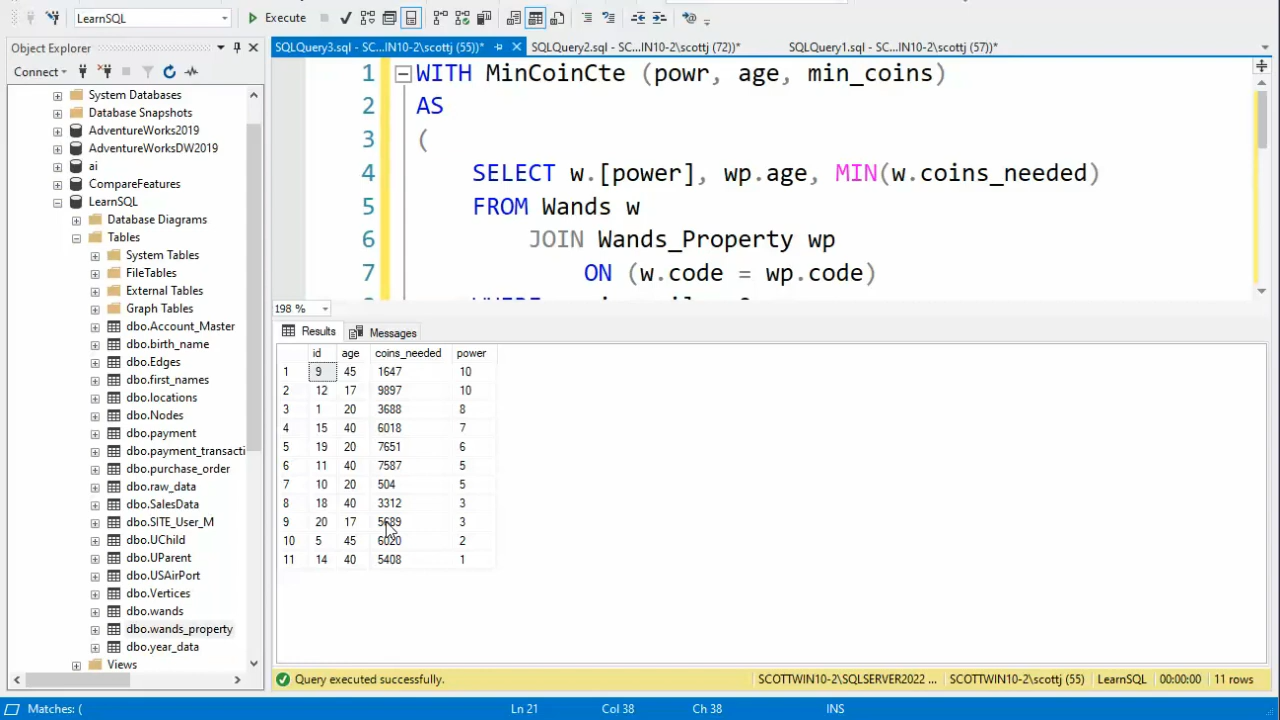 LearnSQL
Execute
Object Explorer
SQLQuery3.sql - SC...IN10-2\scottj (55))*
SQLQuery2.sql - SC...IN10-2\scottj (72))*
SQLQuery1.sql - SC...IN10-2\scottj (57))*
Connect
System Databases
Database Snapshots
AdventureWorks2019
AdventureWorksDW2019
ai
CompareFeatures
LearnSQL
Database Diagrams
Tables
System Tables
FileTables
External Tables
Graph Tables
dbo.Account_Master
dbo.birth_name
dbo.Edges
dbo.first_names
dbo.locations
dbo.Nodes
dbo.payment
dbo.payment_transacti
dbo.purchase_order
dbo.raw_data
dbo.SalesData
dbo.SITE_User_M
dbo.UChild
dbo.UParent
dbo.USAirPort
dbo.Vertices
dbo.wands
dbo.wands_property
dbo.year_data
Views
1 WITH MinCoinCte (powr, age, min_coins)
2 AS
3 (
4 SELECT w.[power], wp.age, MIN(w.coins_needed)
5 FROM Wands w
6 JOIN Wands_Property wp
7 ON (w.code = wp.code)
198 %
Results Messages
id age coins_needed power
1 9 45 1647 10
2 12 17 9897 10
3 1 20 3688 8
4 15 40 6018 7
5 19 20 7651 6
6 11 40 7587 5
7 10 20 504 5
8 18 40 3312 3
9 20 17 5689 3
10 5 45 6020 2
11 14 40 5408 1
Query executed successfully.
SCOTTWIN10-2\SQLSERVER2022 ...
SCOTTWIN10-2\scottj (55)
LearnSQL
00:00:00
11 rows
Matches: (
Ln 21
Col 38
Ch 38
INS